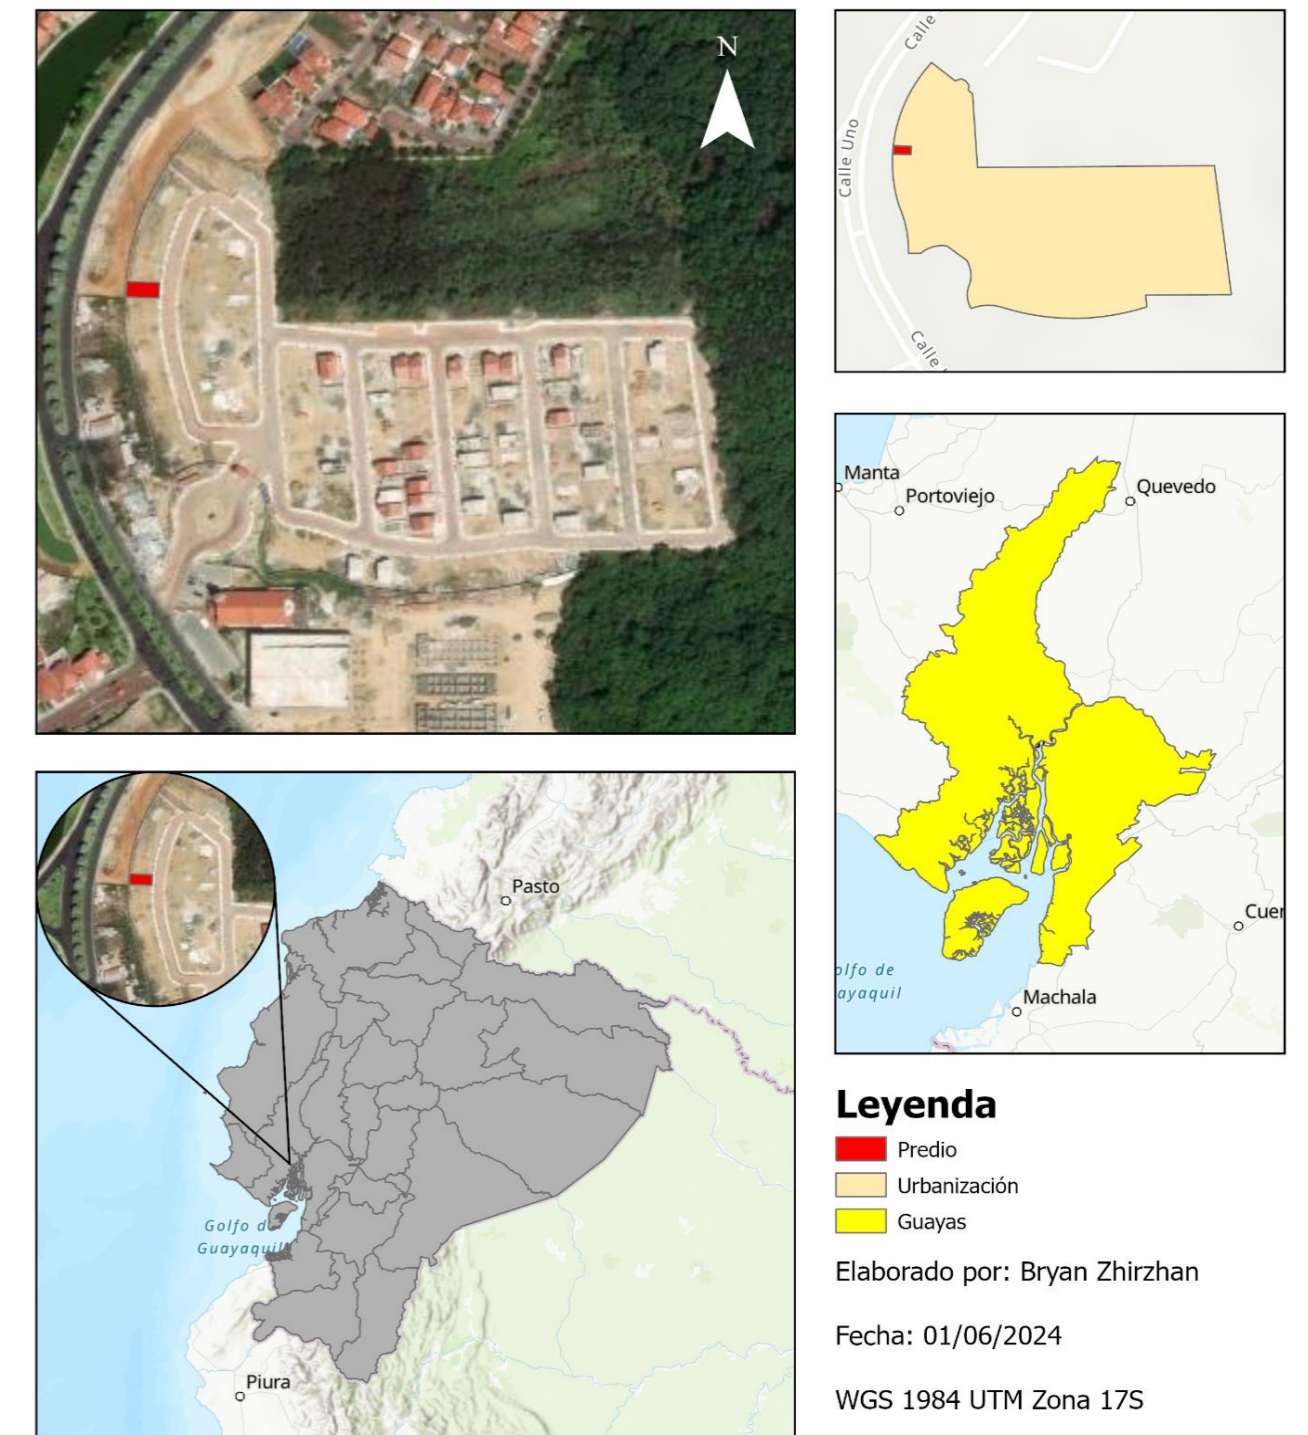 N
Calle
Calle Uno
Calle
Manta
Portoviejo
Quevedo
Cuer
olfo de
ayaquil
Machala
Pasto
Golfo de
Guayaquil
Piura
Leyenda
Predio
Urbanización
Guayas
Elaborado por: Bryan Zhirzhan
Fecha: 01/06/2024
WGS 1984 UTM Zona 17S